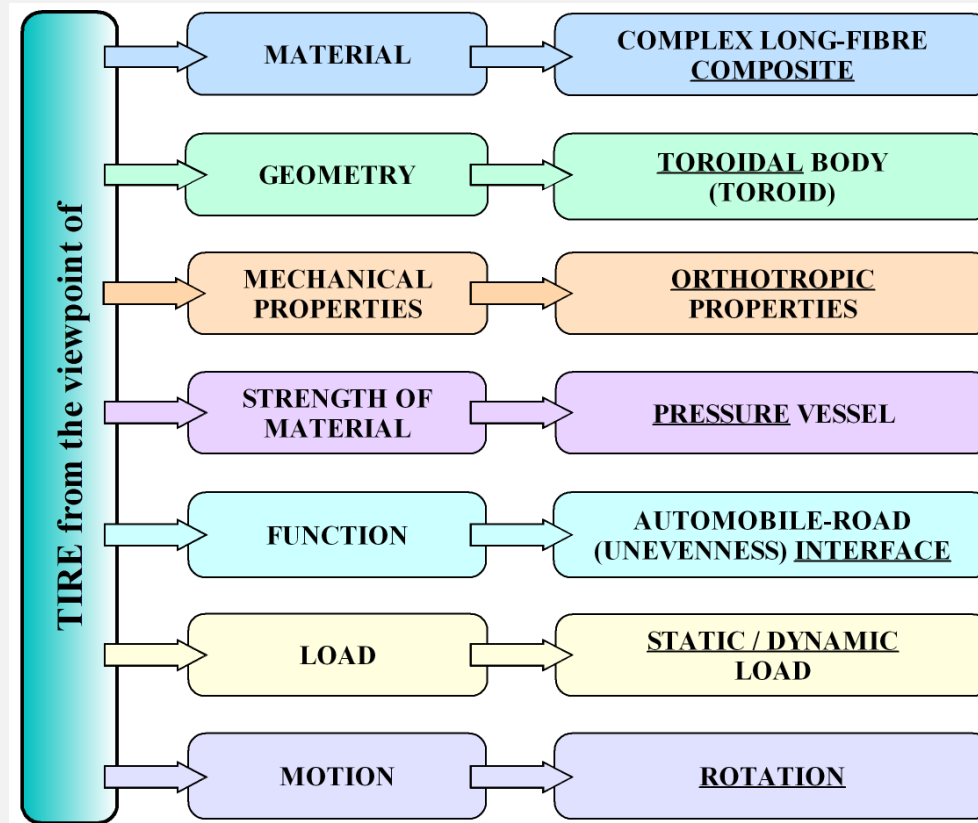 TIRE from the viewpoint of
MATERIAL
COMPLEX LONG-FIBRE
COMPOSITE
GEOMETRY
TOROIDAL BODY
(TOROID)
MECHANICAL
PROPERTIES
ORTHOTROPIC
PROPERTIES
STRENGTH OF
MATERIAL
PRESSURE VESSEL
FUNCTION
AUTOMOBILE-ROAD
(UNEVENNESS) INTERFACE
LOAD
STATIC / DYNAMIC
LOAD
MOTION
ROTATION